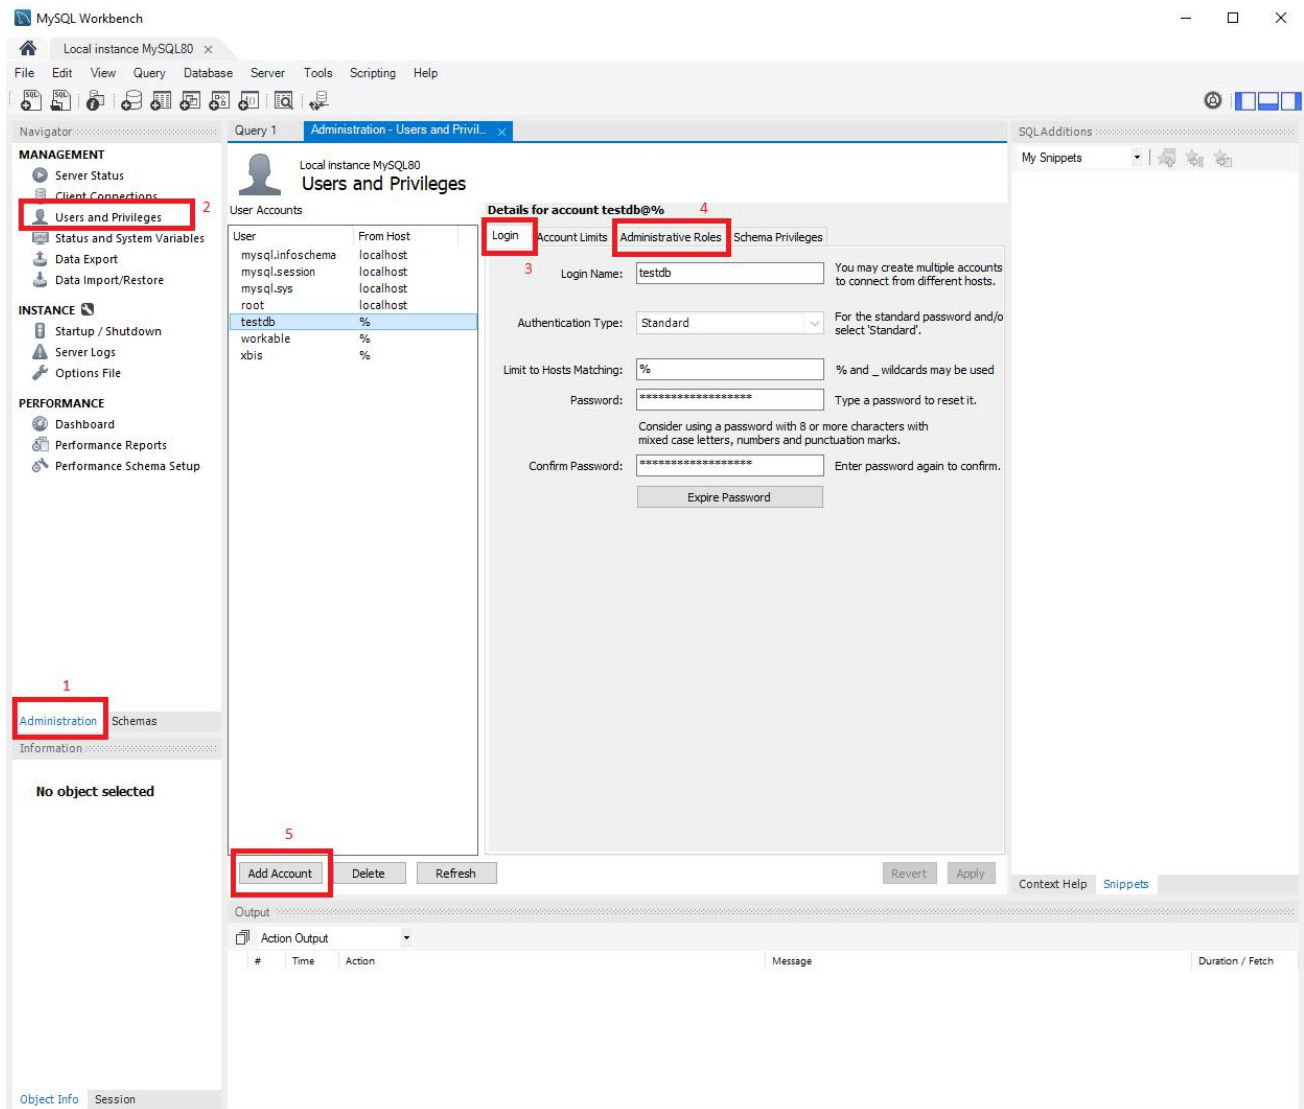 MySQL Workbench
Local instance MySQL80
File Edit View Query Database Server Tools Scripting Help
Navigator
MANAGEMENT
Server Status
Client Connections
Users and Privileges
2
Status and System Variables
Data Export
Data Import/Restore
INSTANCE
Startup / Shutdown
Server Logs
Options File
PERFORMANCE
Dashboard
Performance Reports
Performance Schema Setup
1
Administration Schemas
Information
No object selected
Object Info Session
Query 1 Administration - Users and Privil...
Local instance MySQL80
Users and Privileges
User Accounts
User From Host
mysql.infoschema localhost
mysql.session localhost
mysql.sys localhost
root localhost
testdb %
workable %
xbis %
5
Add Account Delete Refresh
Details for account testdb@%
4
Login Account Limits Administrative Roles Schema Privileges
3
Login Name: testdb You may create multiple accounts
to connect from different hosts.
Authentication Type: Standard For the standard password and/o
select 'Standard'.
Limit to Hosts Matching: % % and _ wildcards may be used
Password: ****************** Type a password to reset it.
Consider using a password with 8 or more characters with
mixed case letters, numbers and punctuation marks.
Confirm Password: ****************** Enter password again to confirm.
Expire Password
Revert Apply
SQLAdditions
My Snippets
Context Help Snippets
Output
Action Output
# Time Action Message Duration / Fetch